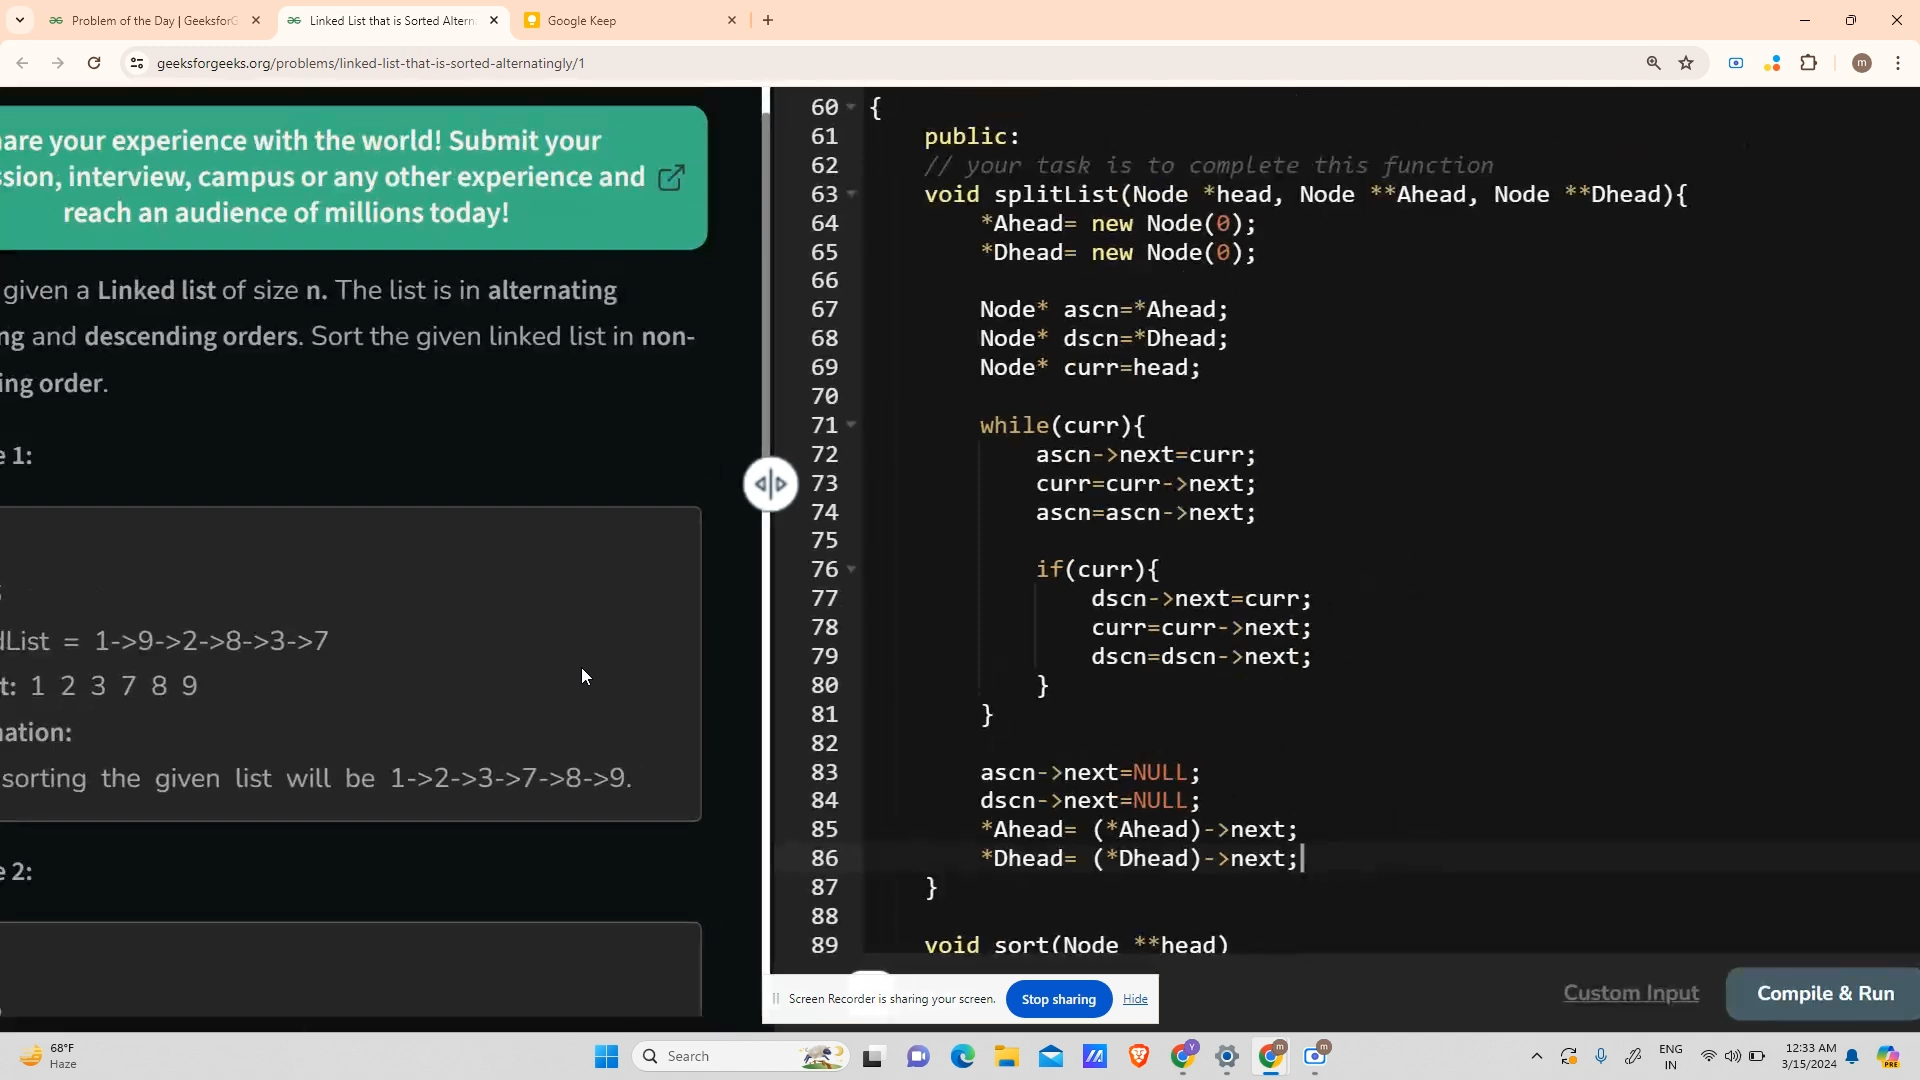 Problem of the Day | GeeksforG
Linked List that is Sorted Altern
Google Keep
geeksforgeeks.org/problems/linked-list-that-is-sorted-alternatingly/1
are your experience with the world! Submit your
ssion, interview, campus or any other experience and
reach an audience of millions today!
given a Linked list of size n. The list is in alternating
ng and descending orders. Sort the given linked list in non-
ing order.
e 1:
dList = 1->9->2->8->3->7
t: 1 2 3 7 8 9
nation:
sorting the given list will be 1->2->3->7->8->9.
e 2:
60 {
61 public:
62 // your task is to complete this function
63 void splitList(Node *head, Node **Ahead, Node **Dhead){
64 *Ahead= new Node(0);
65 *Dhead= new Node(0);
66
67 Node* ascn=*Ahead;
68 Node* dscn=*Dhead;
69 Node* curr=head;
70
71 while(curr){
72 ascn->next=curr;
73 curr=curr->next;
74 ascn=ascn->next;
75
76 if(curr){
77 dscn->next=curr;
78 curr=curr->next;
79 dscn=dscn->next;
80 }
81 }
82
83 ascn->next=NULL;
84 dscn->next=NULL;
85 *Ahead= (*Ahead)->next;
86 *Dhead= (*Dhead)->next;
87 }
88
89 void sort(Node **head)
Screen Recorder is sharing your screen. Stop sharing Hide
Custom Input
Compile & Run
68°F
Haze
Search
ENG
IN
12:33 AM
3/15/2024